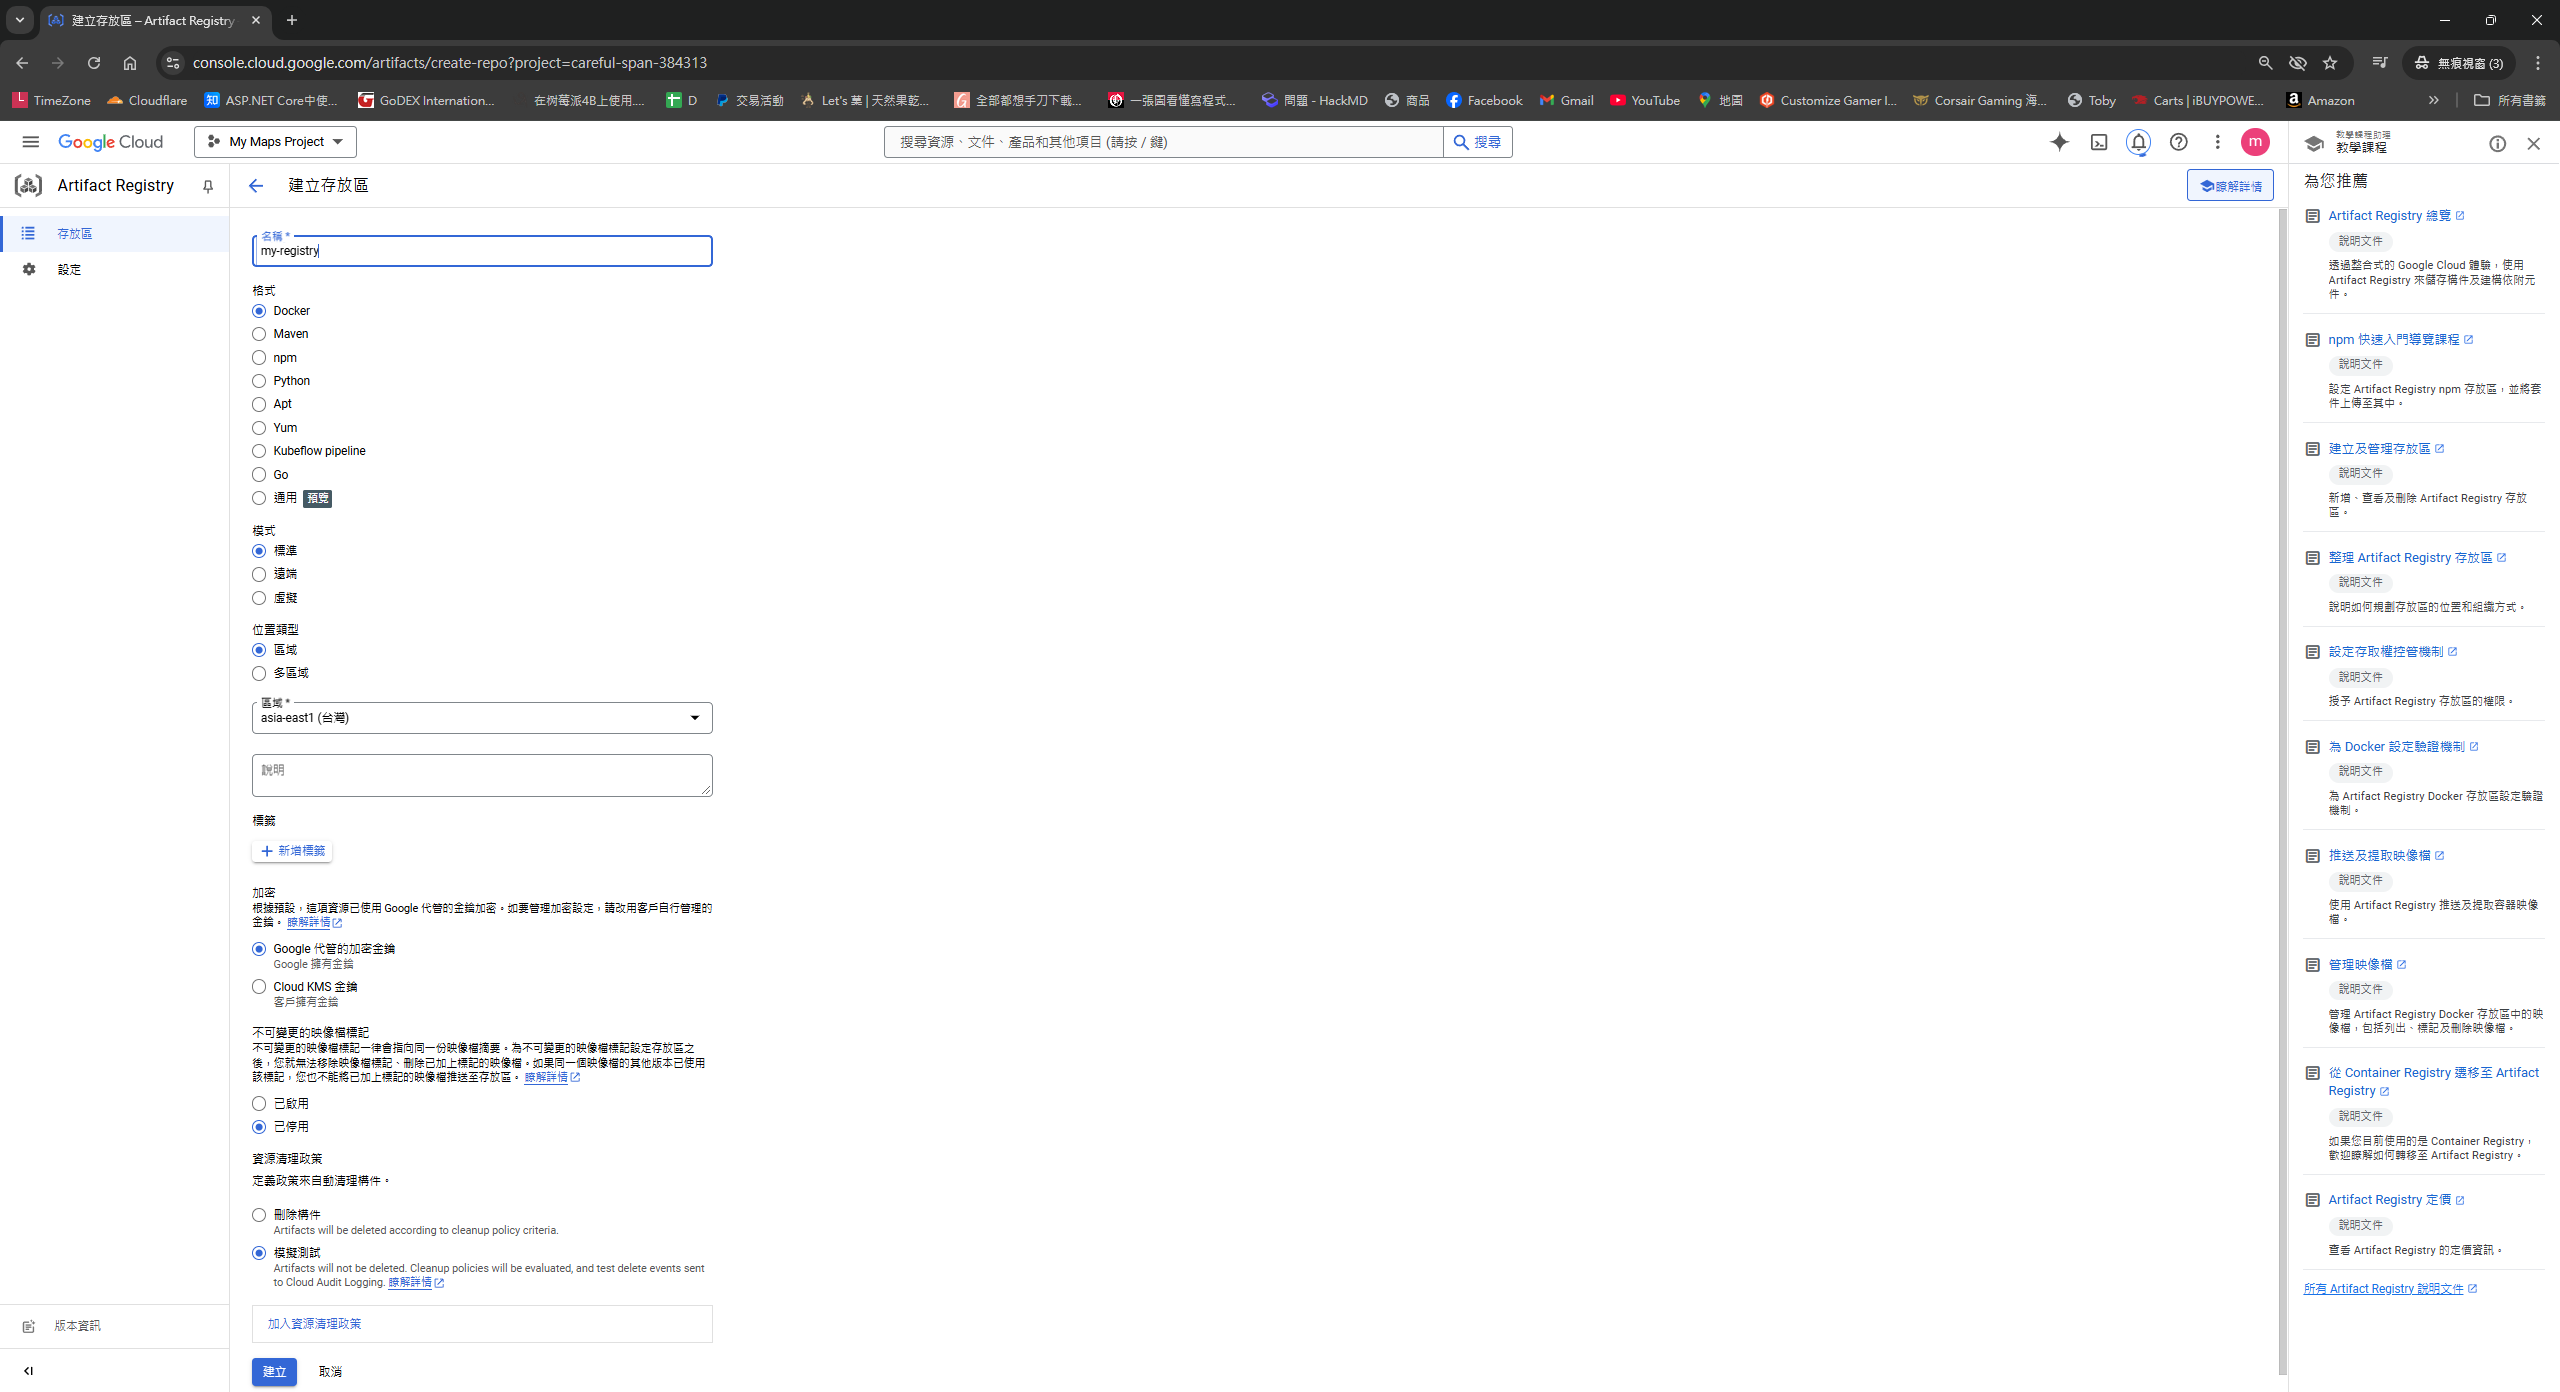 建立存放區 – Artifact Registry
console.cloud.google.com/artifacts/create-repo?project=careful-span-384313
無痕視窗 (3)
TimeZone
Cloudflare
知 ASP.NET Core中使...
GoDEX Internation...
在树莓派4B上使用....
D
交易活動
Let's 菓 | 天然果乾...
全部都想手刀下載...
一張圖看懂寫程式...
問題 - HackMD
商品
Facebook
Gmail
YouTube
地圖
Customize Gamer I...
Corsair Gaming 海...
Toby
Carts | iBUYPOWE...
Amazon
所有書籤
Google Cloud
My Maps Project
搜尋資源、文件、產品和其他項目 (請按 / 鍵)
搜尋
m
教學課程助理
教學課程
Artifact Registry
建立存放區
瞭解詳情
存放區
設定
版本資訊
名稱 *
my-registry
格式
Docker
Maven
npm
Python
Apt
Yum
Kubeflow pipeline
Go
通用 預覽
模式
標準
遠端
虛擬
位置類型
區域
多區域
區域 *
asia-east1 (台灣)
說明
標籤
新增標籤
加密
根據預設，這項資源已使用 Google 代管的金鑰加密。如要管理加密設定，請改用客戶自行管理的
金鑰。 瞭解詳情
Google 代管的加密金鑰
Google 擁有金鑰
Cloud KMS 金鑰
客戶擁有金鑰
不可變更的映像檔標記
不可變更的映像檔標記一律會指向同一份映像檔摘要。為不可變更的映像檔標記設定存放區之
後，您就無法移除映像檔標記、刪除已加上標記的映像檔。如果同一個映像檔的其他版本已使用
該標記，您也不能將已加上標記的映像檔推送至存放區。 瞭解詳情
已啟用
已停用
資源清理政策
定義政策來自動清理構件。
刪除構件
Artifacts will be deleted according to cleanup policy criteria.
模擬測試
Artifacts will not be deleted. Cleanup policies will be evaluated, and test delete events sent
to Cloud Audit Logging. 瞭解詳情
加入資源清理政策
建立
取消
為您推薦
Artifact Registry 總覽
說明文件
透過整合式的 Google Cloud 體驗，使用
Artifact Registry 來儲存構件及建構依附元
件。
npm 快速入門導覽課程
說明文件
設定 Artifact Registry npm 存放區，並將套
件上傳至其中。
建立及管理存放區
說明文件
新增、查看及刪除 Artifact Registry 存放
區。
整理 Artifact Registry 存放區
說明文件
說明如何規劃存放區的位置和組織方式。
設定存取權控管機制
說明文件
授予 Artifact Registry 存放區的權限。
為 Docker 設定驗證機制
說明文件
為 Artifact Registry Docker 存放區設定驗證
機制。
推送及提取映像檔
說明文件
使用 Artifact Registry 推送及提取容器映像
檔。
管理映像檔
說明文件
管理 Artifact Registry Docker 存放區中的映
像檔，包括列出、標記及刪除映像檔。
從 Container Registry 遷移至 Artifact
Registry
說明文件
如果您目前使用的是 Container Registry，
歡迎瞭解如何轉移至 Artifact Registry。
Artifact Registry 定價
說明文件
查看 Artifact Registry 的定價資訊。
所有 Artifact Registry 說明文件